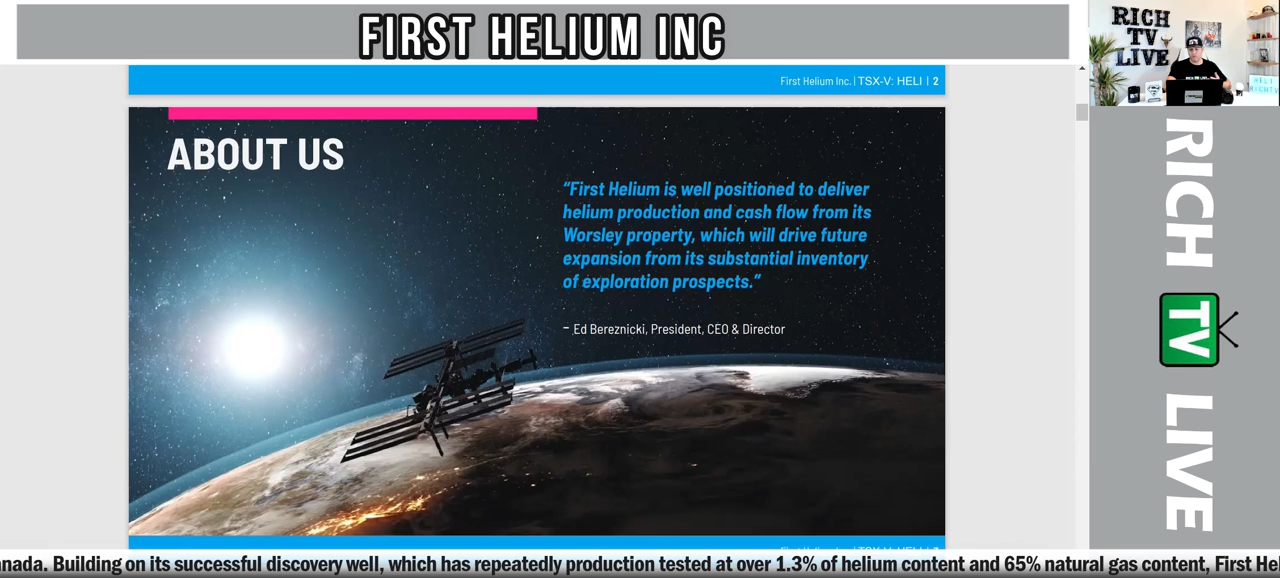 FIRST HELIUM INC
RICH
TV
LIVE
First Helium Inc. | TSX-V: HELI | 2
ABOUT US
“First Helium is well positioned to deliver
helium production and cash flow from its
Worsley property, which will drive future
expansion from its substantial inventory
of exploration prospects.”
– Ed Bereznicki, President, CEO & Director
RICH
TV
LIVE
anada. Building on its successful discovery well, which has repeatedly production tested at over 1.3% of helium content and 65% natural gas content, First He